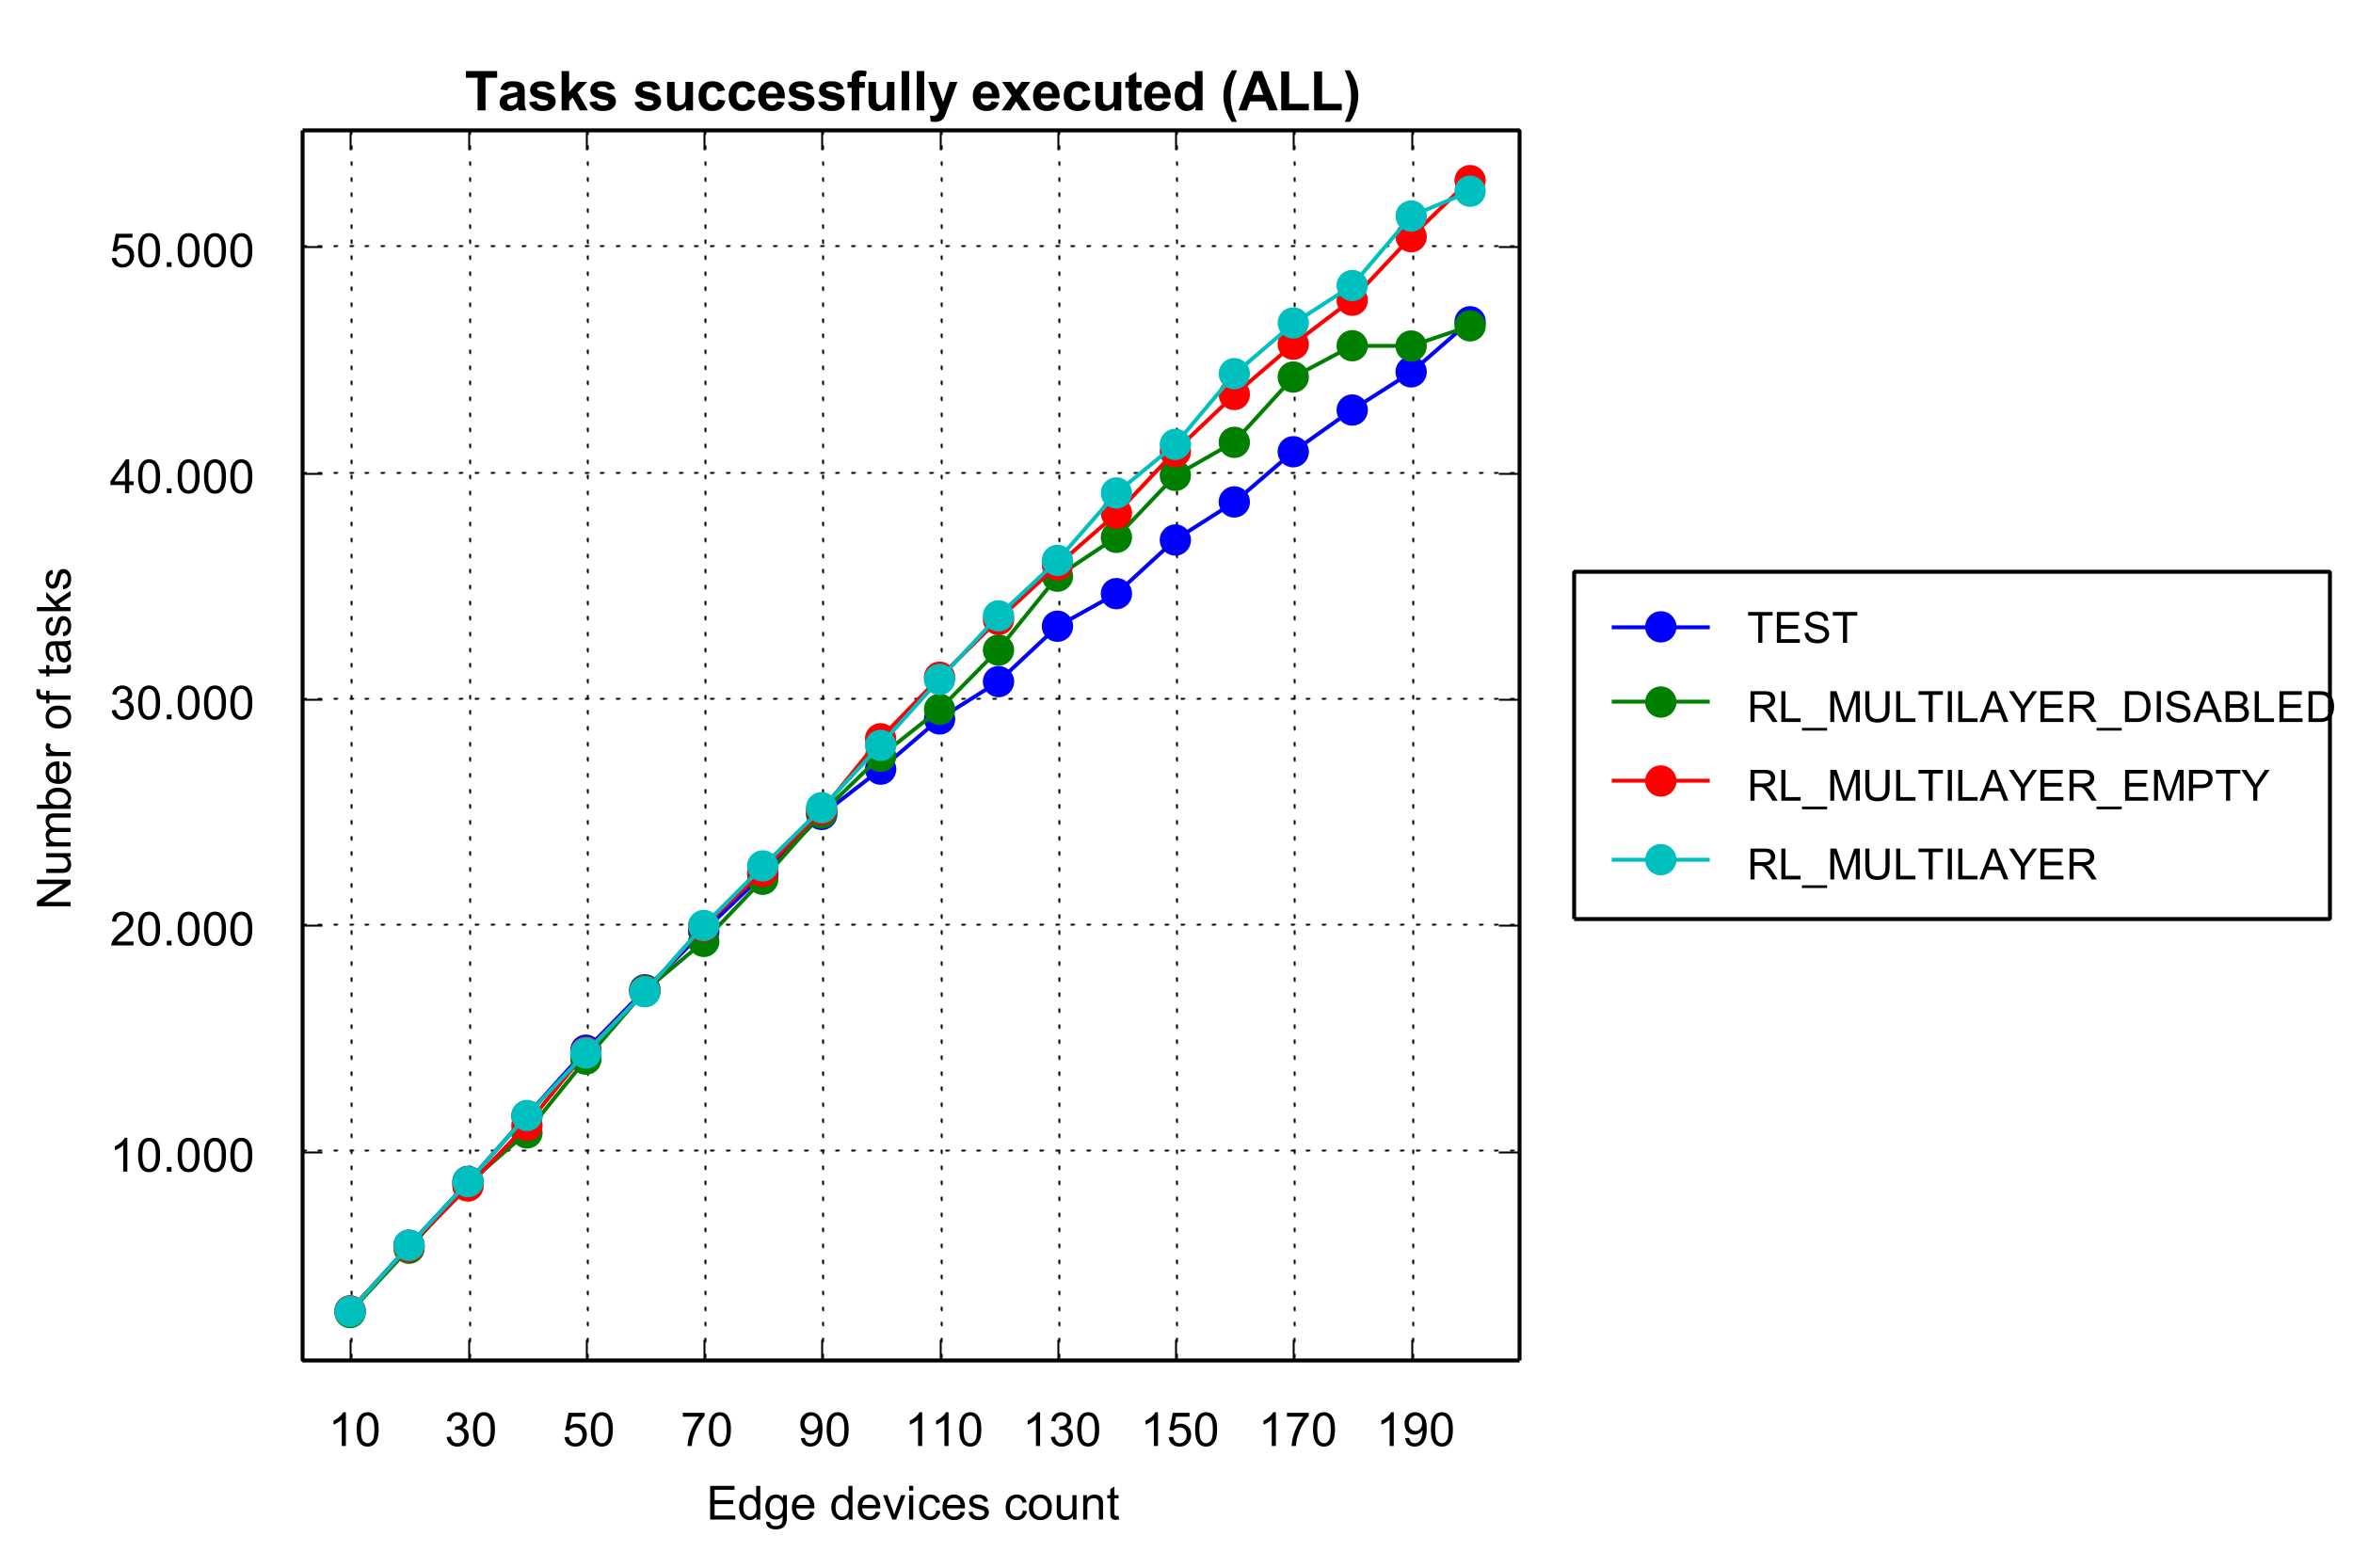 Tasks successfully executed (ALL)
50.000
40.000
30.000
20.000
10.000
Number of tasks
10 30 50 70 90 110 130 150 170 190
Edge devices count
TEST
RL_MULTILAYER_DISABLED
RL_MULTILAYER_EMPTY
RL_MULTILAYER